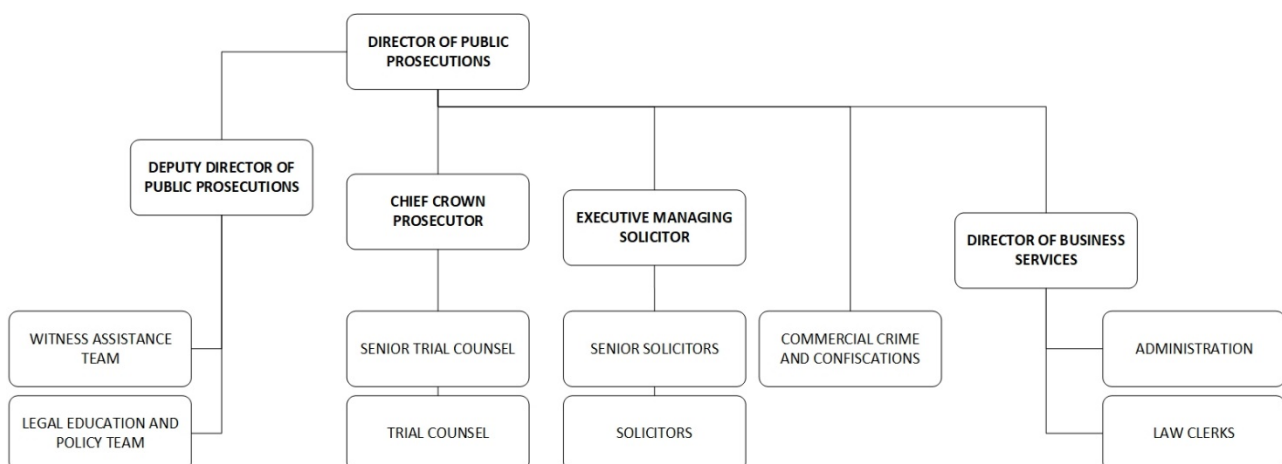 DIRECTOR OF PUBLIC
PROSECUTIONS
DEPUTY DIRECTOR OF
PUBLIC PROSECUTIONS
CHIEF CROWN
PROSECUTOR
EXECUTIVE MANAGING
SOLICITOR
DIRECTOR OF BUSINESS
SERVICES
WITNESS ASSISTANCE
TEAM
SENIOR TRIAL COUNSEL
SENIOR SOLICITORS
COMMERCIAL CRIME
AND CONFISCATIONS
ADMINISTRATION
LEGAL EDUCATION AND
POLICY TEAM
TRIAL COUNSEL
SOLICITORS
LAW CLERKS